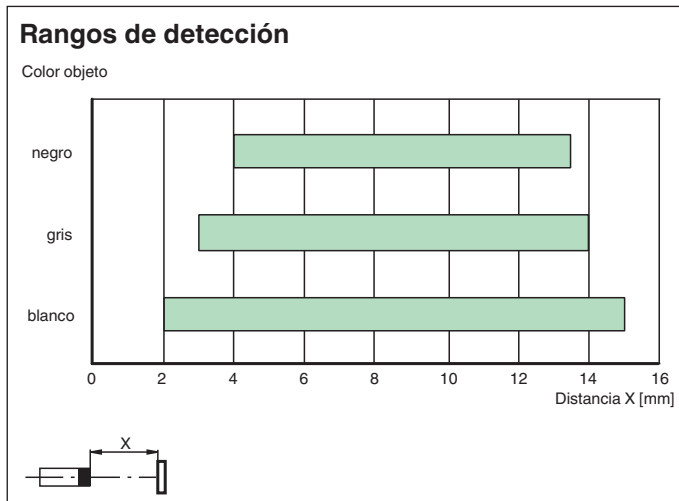 Rangos de detección
Color objeto
negro
gris
blanco
0 2 4 6 8 10 12 14 16
Distancia X [mm]
X